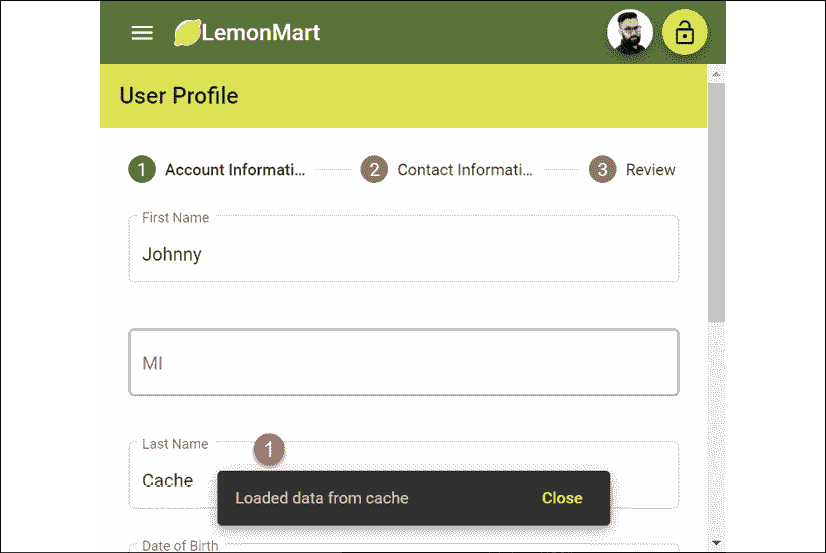 LemonMart
User Profile
1 Account Informati... 2 Contact Informati... 3 Review
First Name
Johnny
MI
Last Name
1
Cache
Loaded data from cache Close
Date of Birth